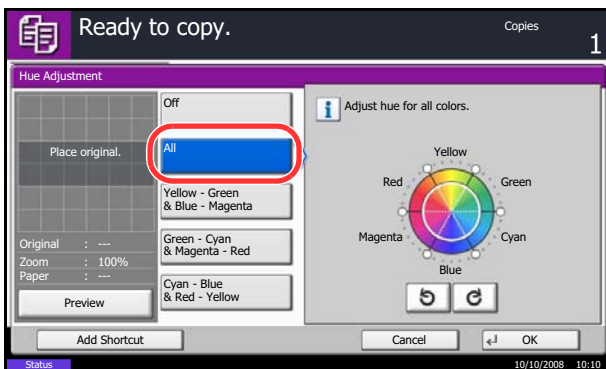 Ready to copy.
Copies
1
Hue Adjustment
Place original.
Original : ---
Zoom : 100%
Paper : ---
Preview
Off
All
Yellow - Green
& Blue - Magenta
Green - Cyan
& Magenta - Red
Cyan - Blue
& Red - Yellow
Adjust hue for all colors.
Yellow
Red
Green
Magenta
Cyan
Blue
Add Shortcut
Cancel
OK
Status
10/10/2008 10:10